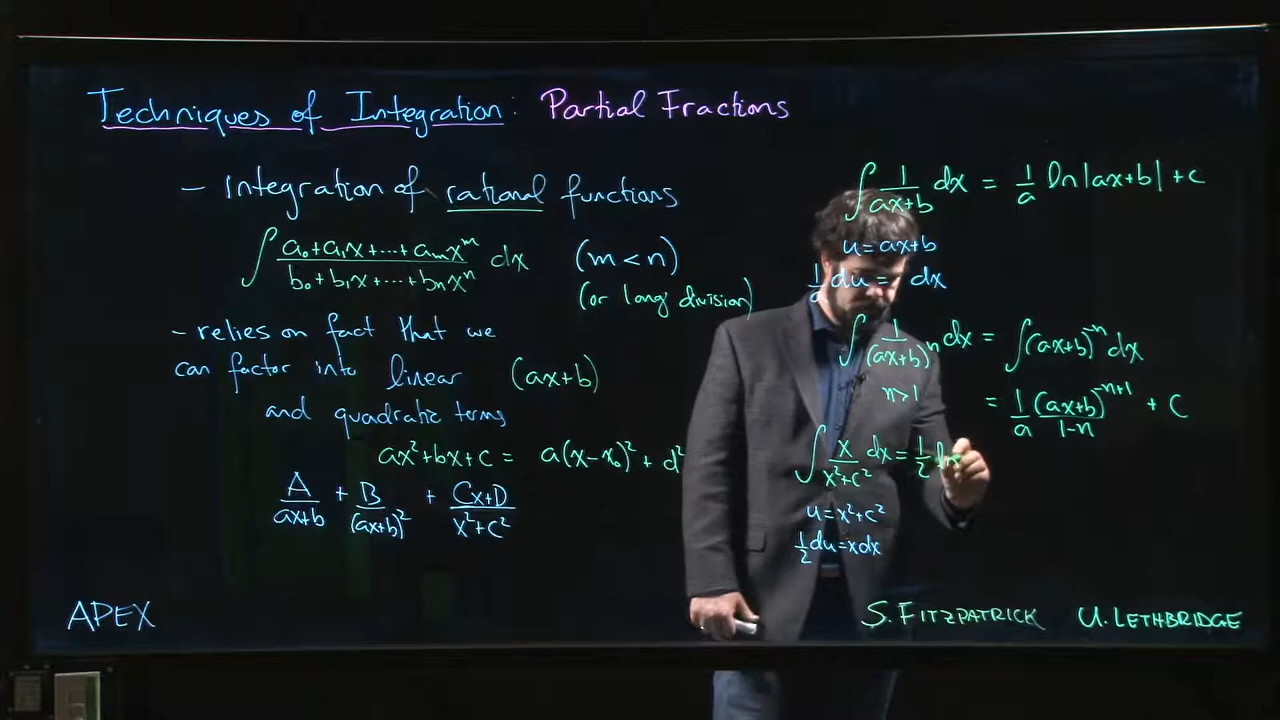 Techniques of Integration: Partial Fractions
- Integration of rational functions
∫ (a₀+a₁x+...+aₘxᵐ)/(b₀+b₁x+...+bₙxⁿ) dx (m<n)
(or long division)
- relies on fact that we
can factor into linear (ax+b)
and quadratic terms
ax²+bx+c = a(x-x₀)²+d²
A/(ax+b) + B/(ax+b)² + (Cx+D)/(x²+c²)
∫ 1/(ax+b) dx = 1/a ln|ax+b| + c
u=ax+b
1/a du = dx
∫ 1/(ax+b)ⁿ dx = ∫(ax+b)⁻ⁿ dx
n>1
= 1/a (ax+b)⁻ⁿ⁺¹/(1-n) + C
∫ x/(x²+c²) dx = 1/2 ln
u=x²+c²
1/2 du=xdx
APEX
S. FITZPATRICK U. LETHBRIDGE